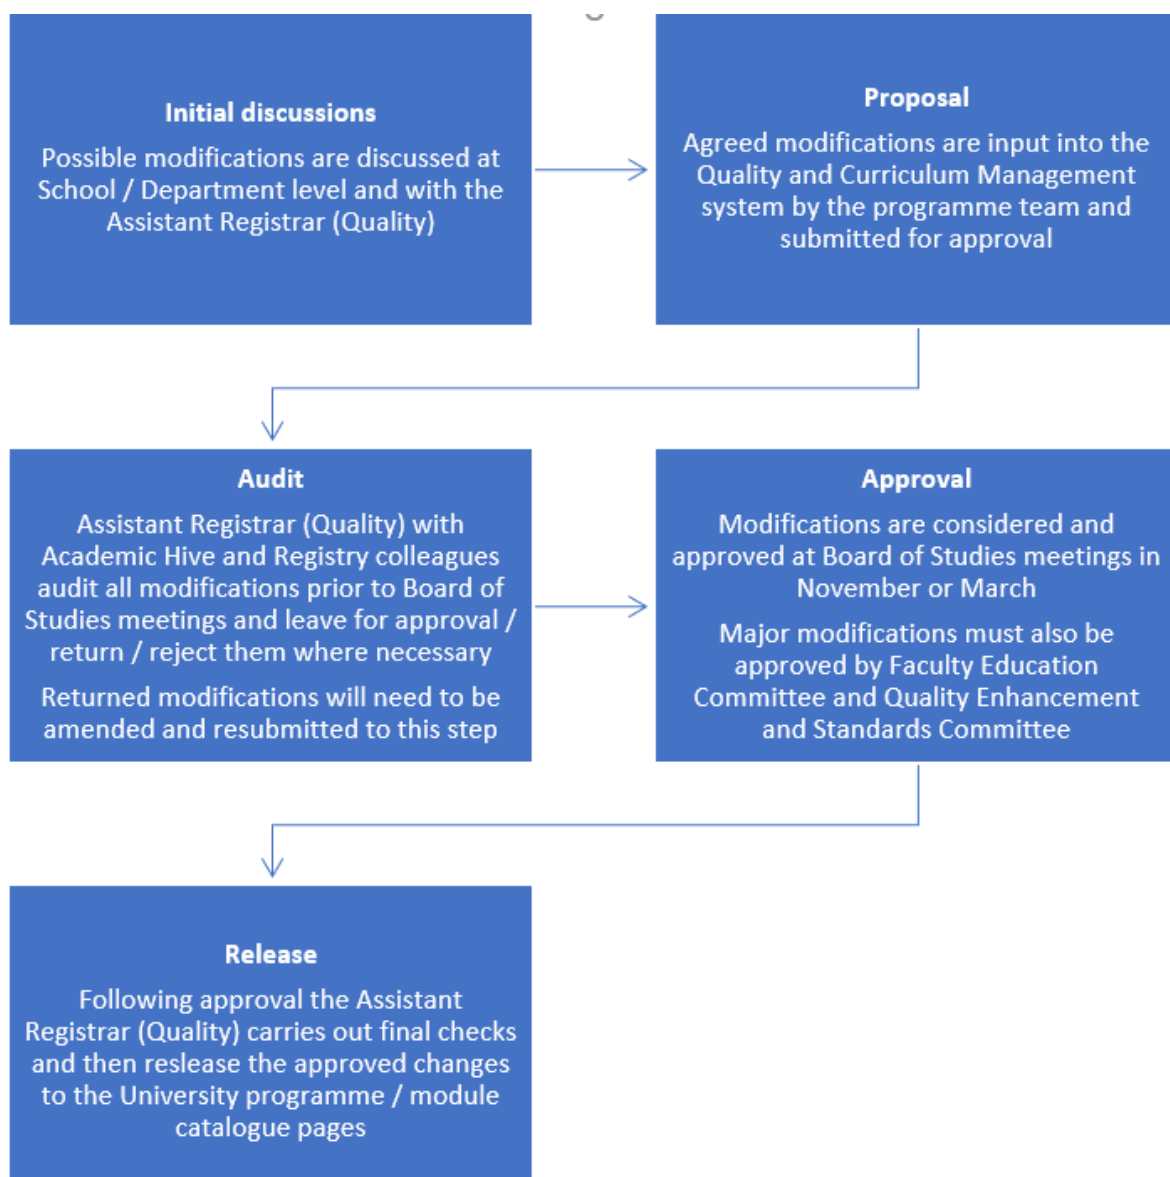 Initial discussions
Possible modifications are discussed at
School / Department level and with the
Assistant Registrar (Quality)
Proposal
Agreed modifications are input into the
Quality and Curriculum Management
system by the programme team and
submitted for approval
Audit
Assistant Registrar (Quality) with
Academic Hive and Registry colleagues
audit all modifications prior to Board of
Studies meetings and leave for approval /
return / reject them where necessary
Returned modifications will need to be
amended and resubmitted to this step
Approval
Modifications are considered and
approved at Board of Studies meetings in
November or March
Major modifications must also be
approved by Faculty Education
Committee and Quality Enhancement
and Standards Committee
Release
Following approval the Assistant
Registrar (Quality) carries out final checks
and then reslease the approved changes
to the University programme / module
catalogue pages